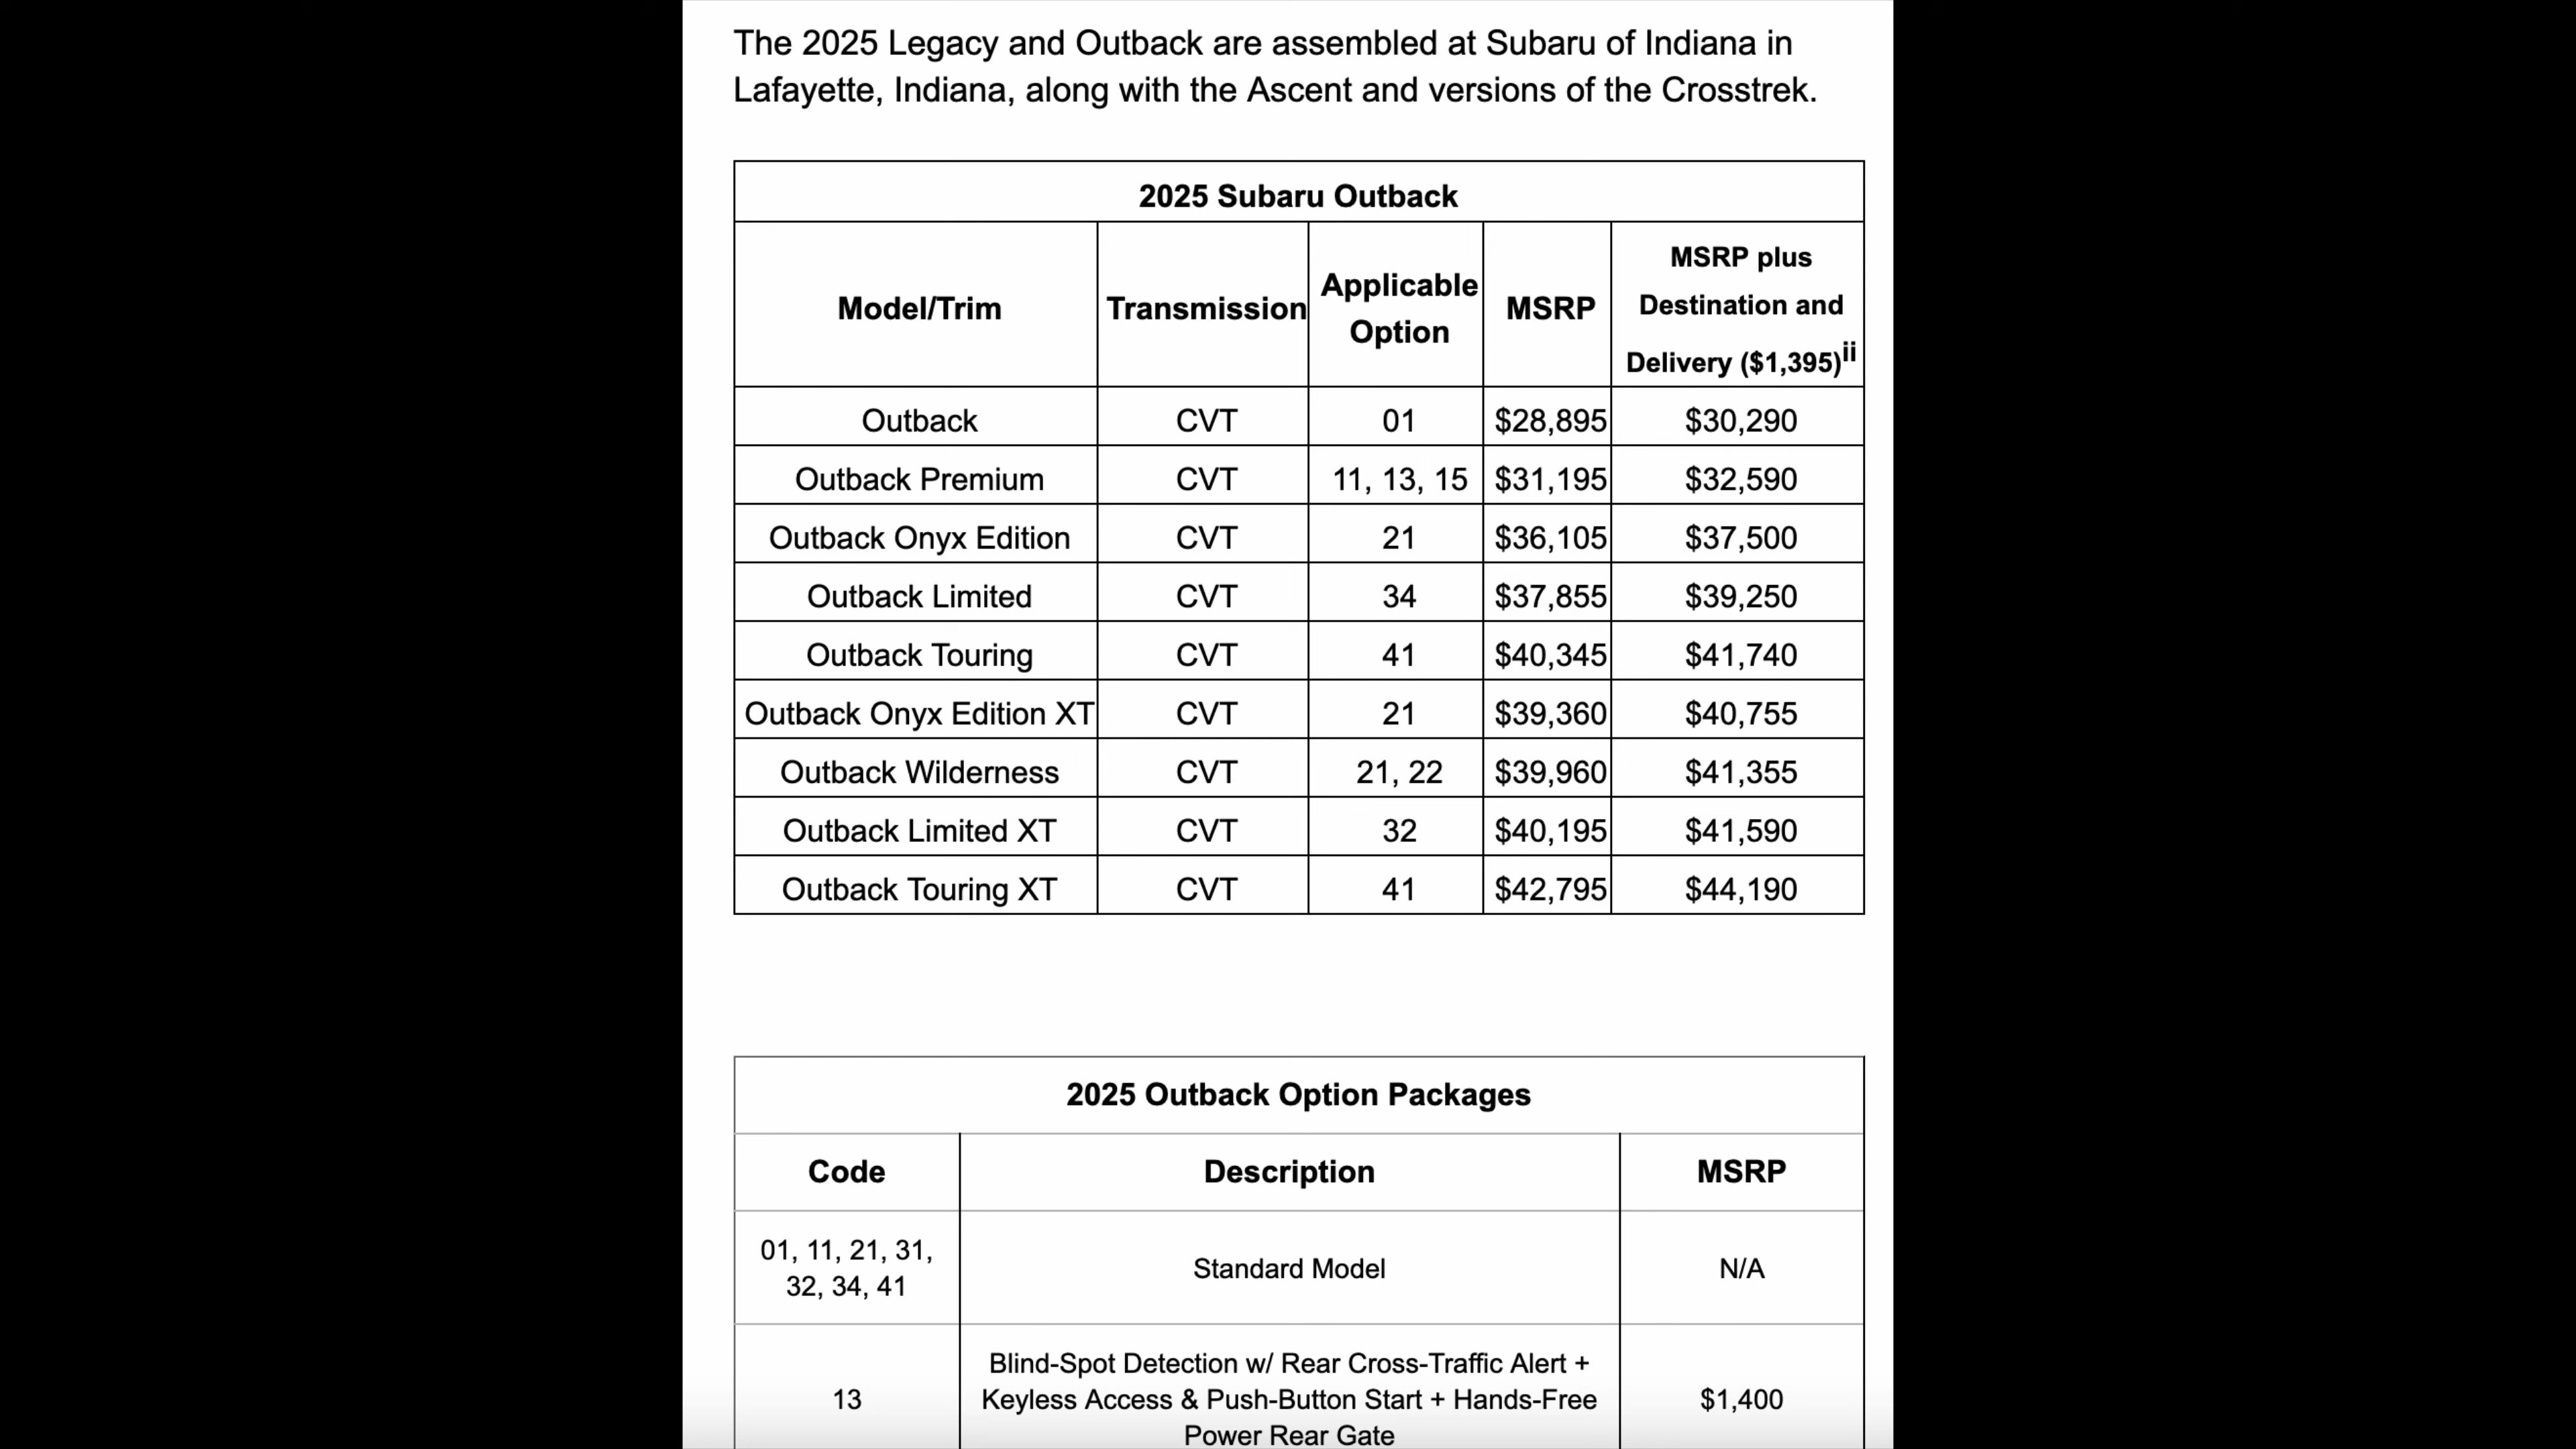 The 2025 Legacy and Outback are assembled at Subaru of Indiana in
Lafayette, Indiana, along with the Ascent and versions of the Crosstrek.
2025 Subaru Outback
Model/Trim Transmission Applicable Option MSRP MSRP plus Destination and Delivery ($1,395)ii
Outback CVT 01 $28,895 $30,290
Outback Premium CVT 11, 13, 15 $31,195 $32,590
Outback Onyx Edition CVT 21 $36,105 $37,500
Outback Limited CVT 34 $37,855 $39,250
Outback Touring CVT 41 $40,345 $41,740
Outback Onyx Edition XT CVT 21 $39,360 $40,755
Outback Wilderness CVT 21, 22 $39,960 $41,355
Outback Limited XT CVT 32 $40,195 $41,590
Outback Touring XT CVT 41 $42,795 $44,190
2025 Outback Option Packages
Code Description MSRP
01, 11, 21, 31,
32, 34, 41
Standard Model
N/A
13
Blind-Spot Detection w/ Rear Cross-Traffic Alert +
Keyless Access & Push-Button Start + Hands-Free
Power Rear Gate
$1,400